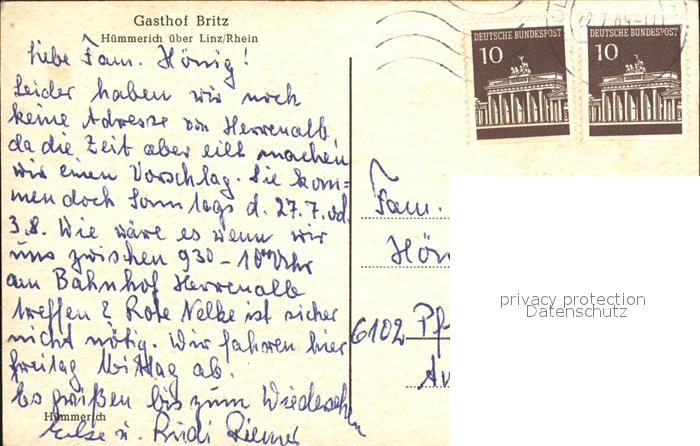 Gasthof Britz
Hümmerich über Linz/Rhein
Liebe Fam. Hönig!
Leider haben wir noch
keine Adresse von Herrenalb,
da die Zeit aber eilt machen
wir einen Vorschlag. Sie kom=
men doch Sonntags d. 27.7. od.
3.8. Wie wäre es wenn wir
uns zwischen 930 – 10°° Uhr
am Bahnhof Herrenalb
treffen? Rote Nelke ist sicher
nicht nötig. Wir fahren hier
Freitag Mittag ab.
Es grüßen bis zum Wiedersehn
Hümmerich
u. Rudi
DEUTSCHE BUNDESPOST
10
DEUTSCHE BUNDESPOST
10
Fam.
Hön
6102 Pf
privacy protection
Datenschutz